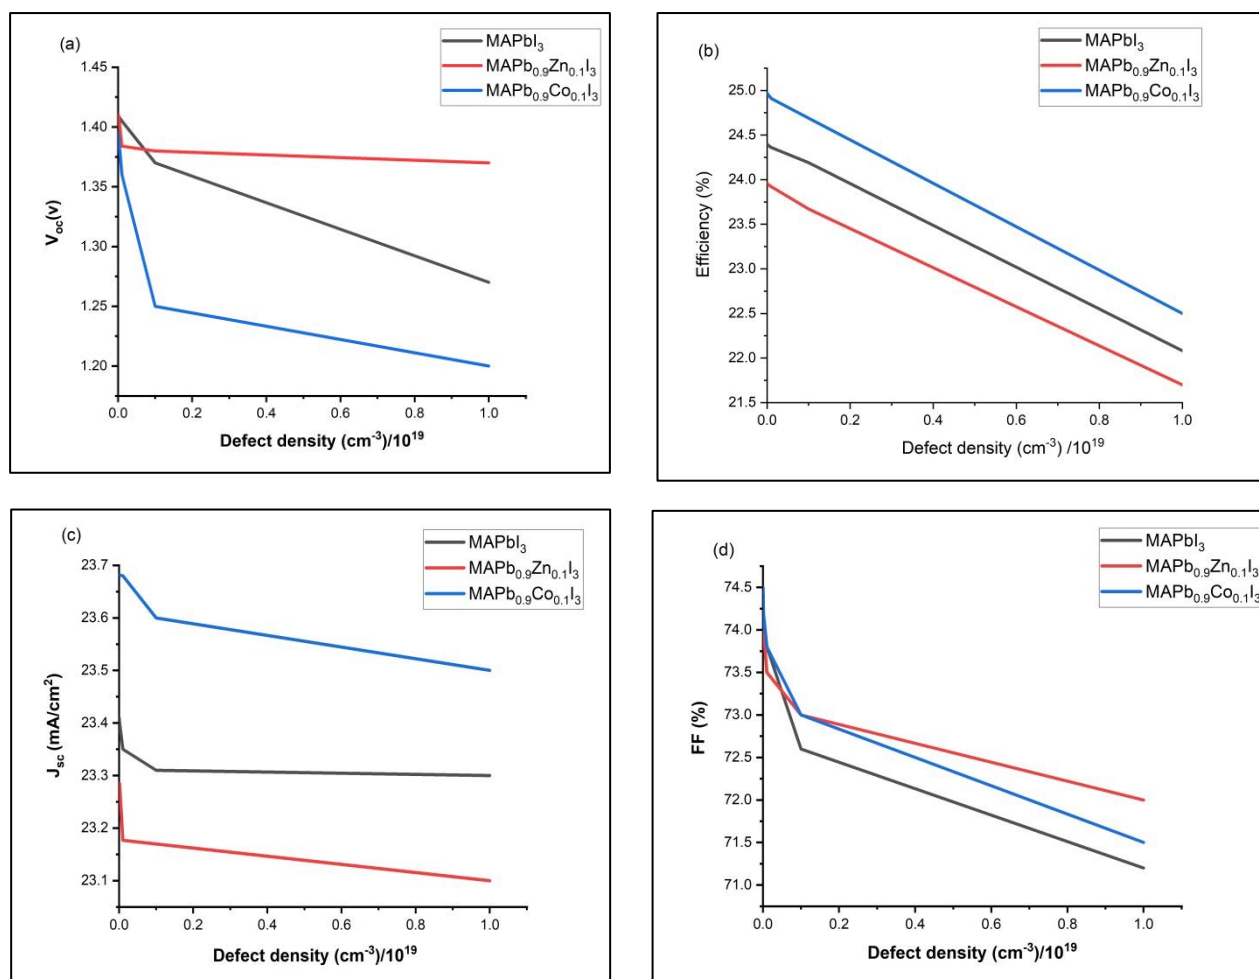 (a)
MAPbI₃
MAPb₀.₉Zn₀.₁I₃
MAPb₀.₉Co₀.₁I₃
1.45
1.40
1.35
1.30
1.25
1.20
Vₒc(v)
0.0 0.2 0.4 0.6 0.8 1.0
Defect density (cm⁻³)/10¹⁹
(b)
MAPbI₃
MAPb₀.₉Zn₀.₁I₃
MAPb₀.₉Co₀.₁I₃
25.0
24.5
24.0
23.5
23.0
22.5
22.0
21.5
Efficiency (%)
0.0 0.2 0.4 0.6 0.8 1.0
Defect density (cm⁻³) /10¹⁹
(c)
MAPbI₃
MAPb₀.₉Zn₀.₁I₃
MAPb₀.₉Co₀.₁I₃
23.7
23.6
23.5
23.4
23.3
23.2
23.1
Jsc (mA/cm²)
0.0 0.2 0.4 0.6 0.8 1.0
Defect density (cm⁻³)/10¹⁹
(d)
MAPbI₃
MAPb₀.₉Zn₀.₁I₃
MAPb₀.₉Co₀.₁I₃
74.5
74.0
73.5
73.0
72.5
72.0
71.5
71.0
FF (%)
0.0 0.2 0.4 0.6 0.8 1.0
Defect density (cm⁻³)/10¹⁹